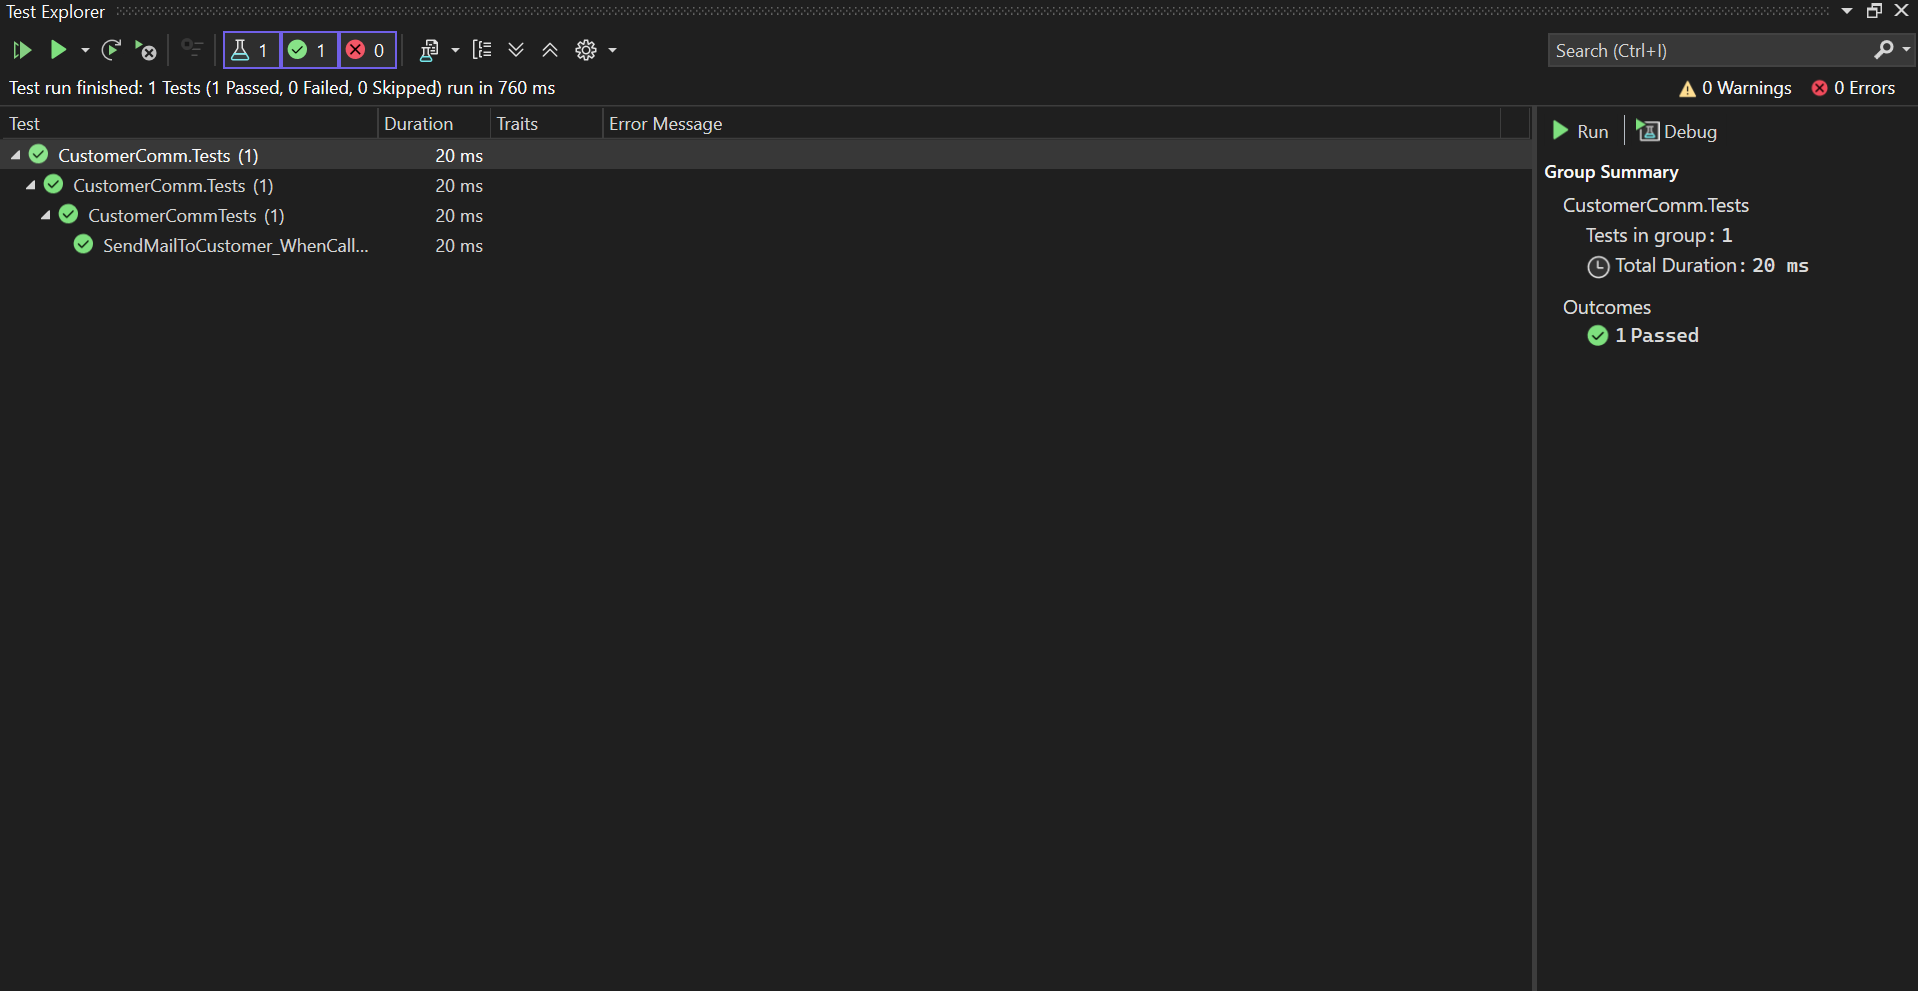 Test Explorer
1 1 0
Search (Ctrl+I)
Test run finished: 1 Tests (1 Passed, 0 Failed, 0 Skipped) run in 760 ms
0 Warnings 0 Errors
Test Duration Traits Error Message
CustomerComm.Tests (1) 20 ms
CustomerComm.Tests (1) 20 ms
CustomerCommTests (1) 20 ms
SendMailToCustomer_WhenCall... 20 ms
Run Debug
Group Summary
CustomerComm.Tests
Tests in group: 1
Total Duration: 20 ms
Outcomes
1 Passed